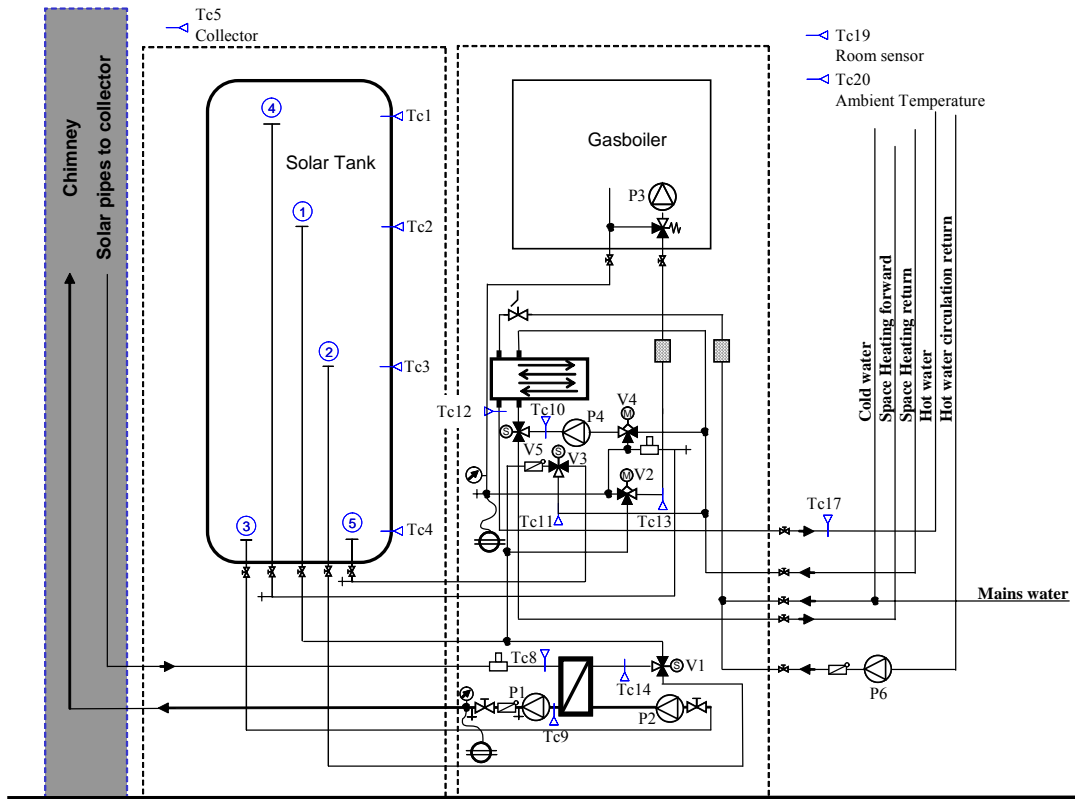 Tc5
Collector
Tc19
Room sensor
Tc20
Ambient Temperature
Chimney
Solar pipes to collector
4
Tc1
Solar Tank
Gasboiler
P3
1
Tc2
2
Tc3
Tc12
Tc10
P4
V4
M
S
V5
S
V3
M
V2
3
5
Tc4
Tc11
Tc13
Tc17
Cold water
Space Heating forward
Space Heating return
Hot water
Hot water circulation return
Mains water
Tc8
Tc14
S
V1
P1
P2
Tc9
P6